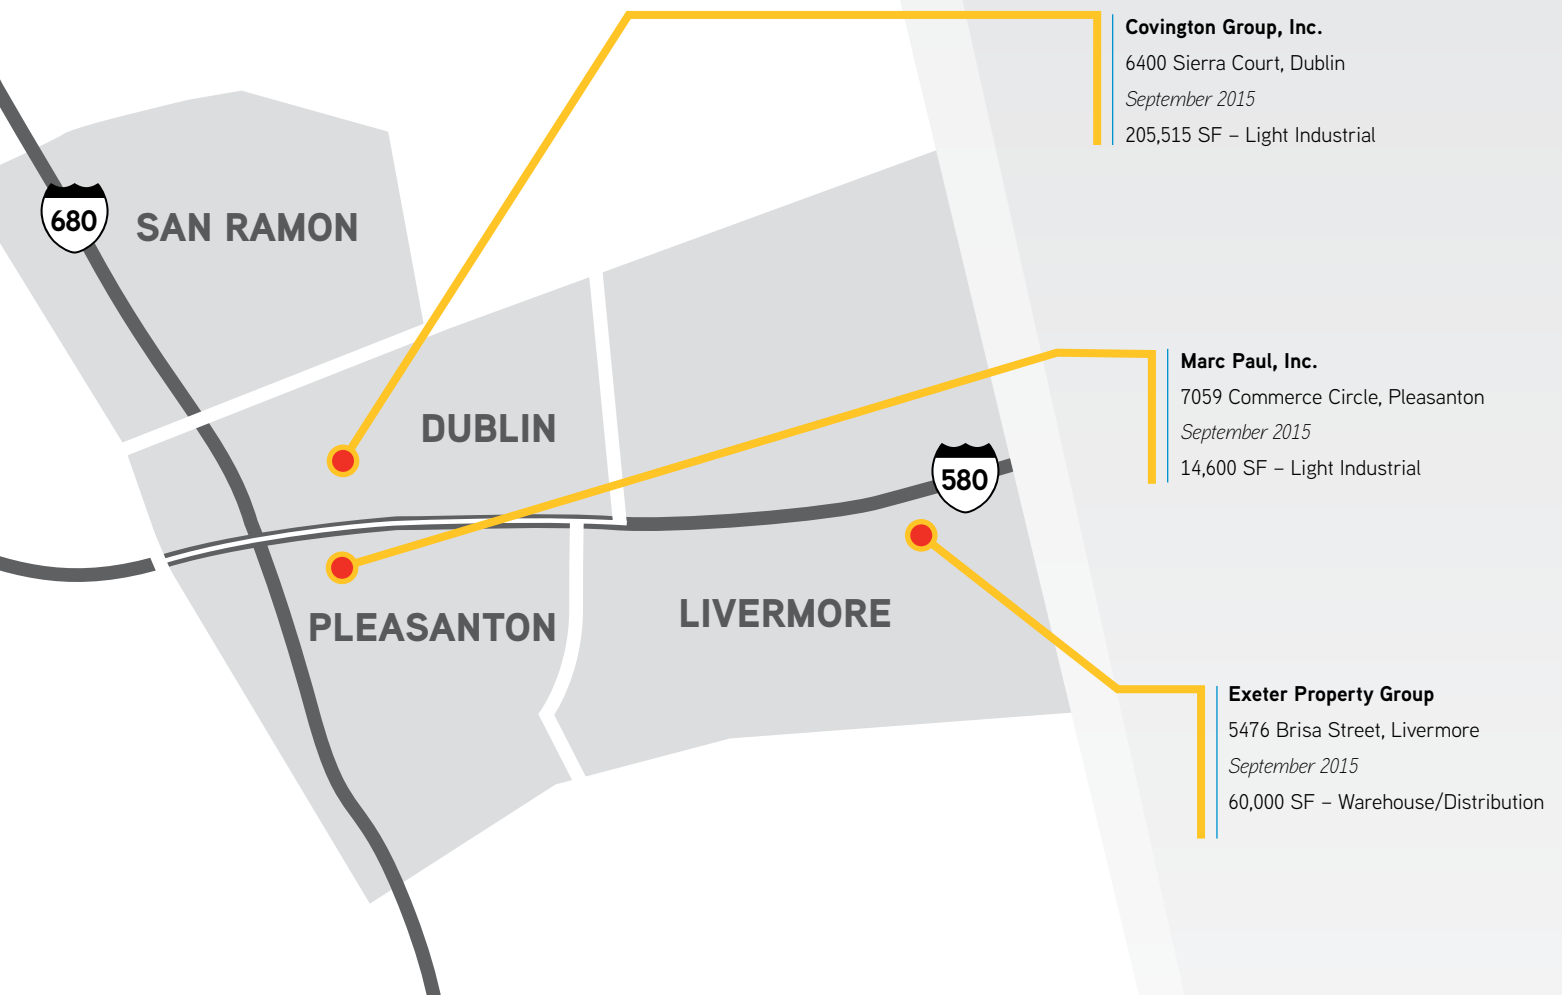 Covington Group, Inc.
6400 Sierra Court, Dublin
September 2015
205,515 SF – Light Industrial
680
SAN RAMON
Marc Paul, Inc.
7059 Commerce Circle, Pleasanton
September 2015
14,600 SF – Light Industrial
DUBLIN
580
PLEASANTON
LIVERMORE
Exeter Property Group
5476 Brisa Street, Livermore
September 2015
60,000 SF – Warehouse/Distribution